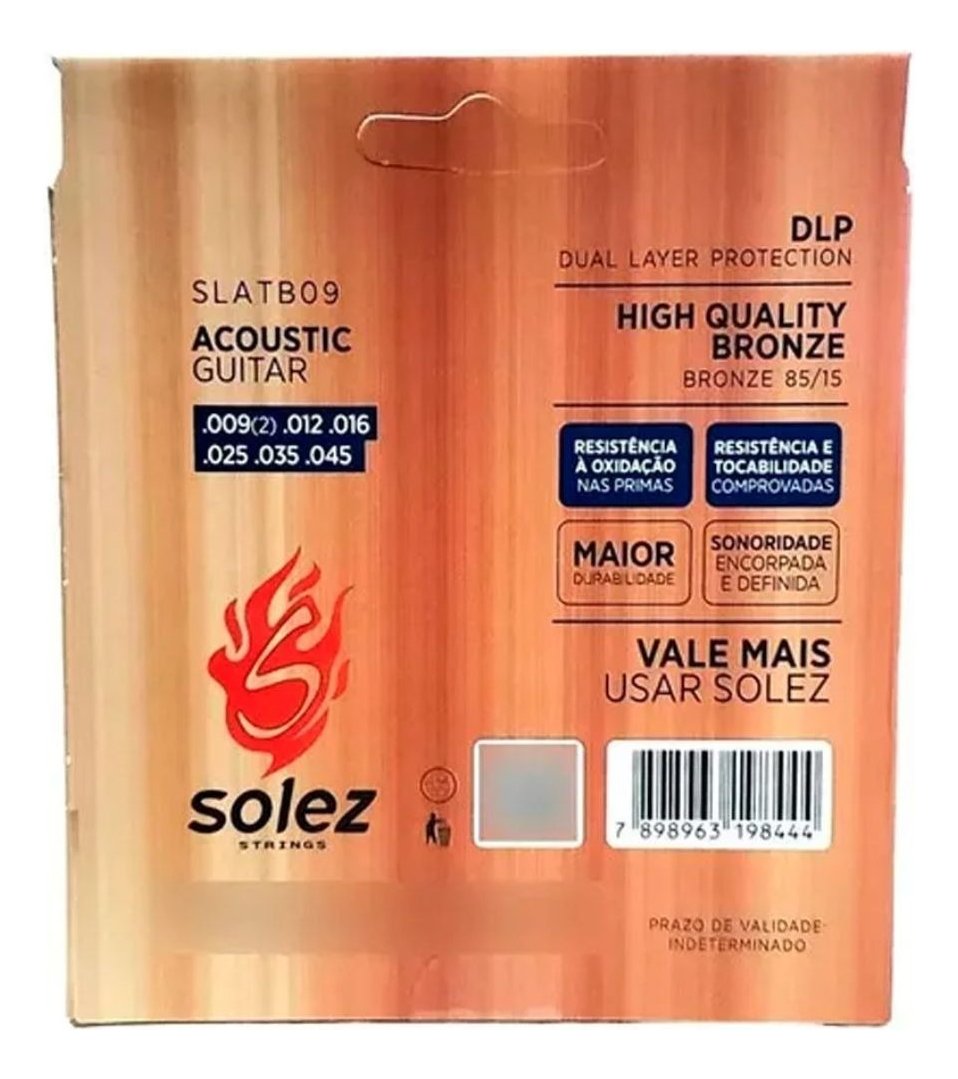 SLATB09
ACOUSTIC
GUITAR
.009(2) .012 .016
.025 .035 .045
solez
STRINGS
DLP
DUAL LAYER PROTECTION
HIGH QUALITY
BRONZE
BRONZE 85/15
RESISTÊNCIA
À OXIDAÇÃO
NAS PRIMAS
RESISTÊNCIA E
TOCABILIDADE
COMPROVADAS
MAIOR
DURABILIDADE
SONORIDADE
ENCORPADA
E DEFINIDA
VALE MAIS
USAR SOLEZ
7 898963 198444
PRAZO DE VALIDADE
INDETERMINADO